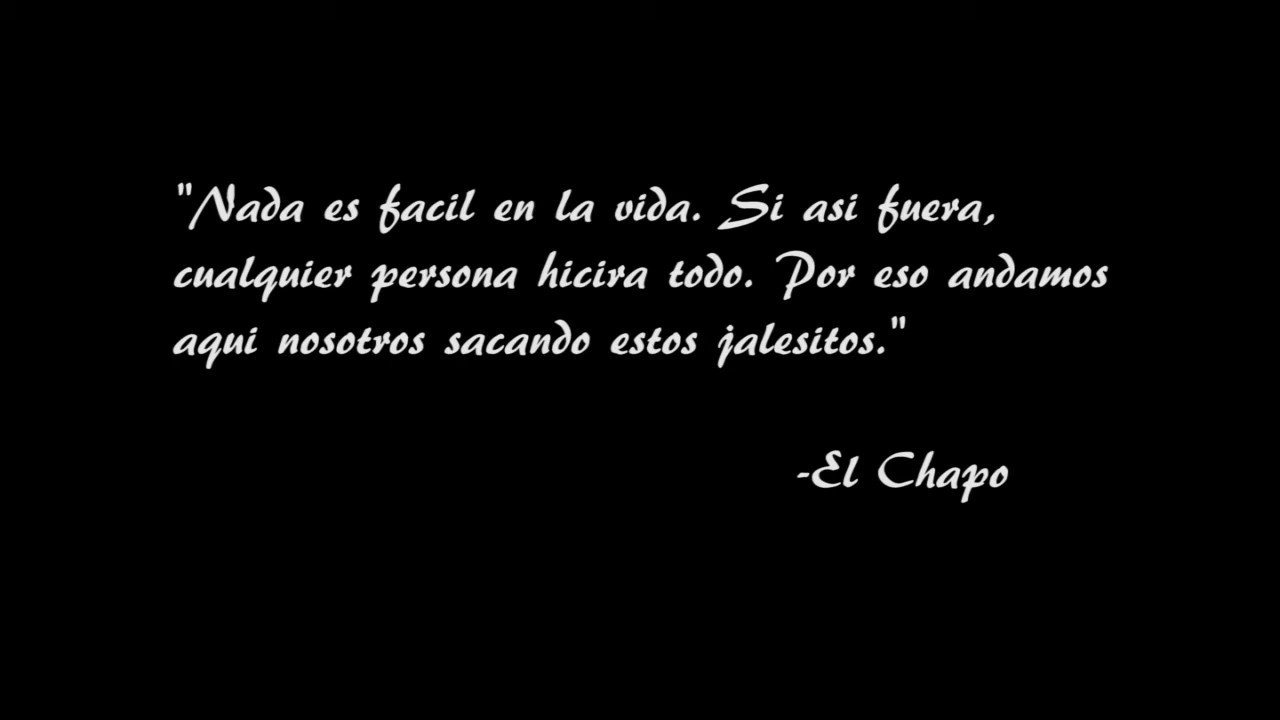 "Nada es facil en la vida. Si asi fuera,
cualquier persona hicira todo. Por eso andamos
aqui nosotros sacando estos jalesitos."
-El Chapo